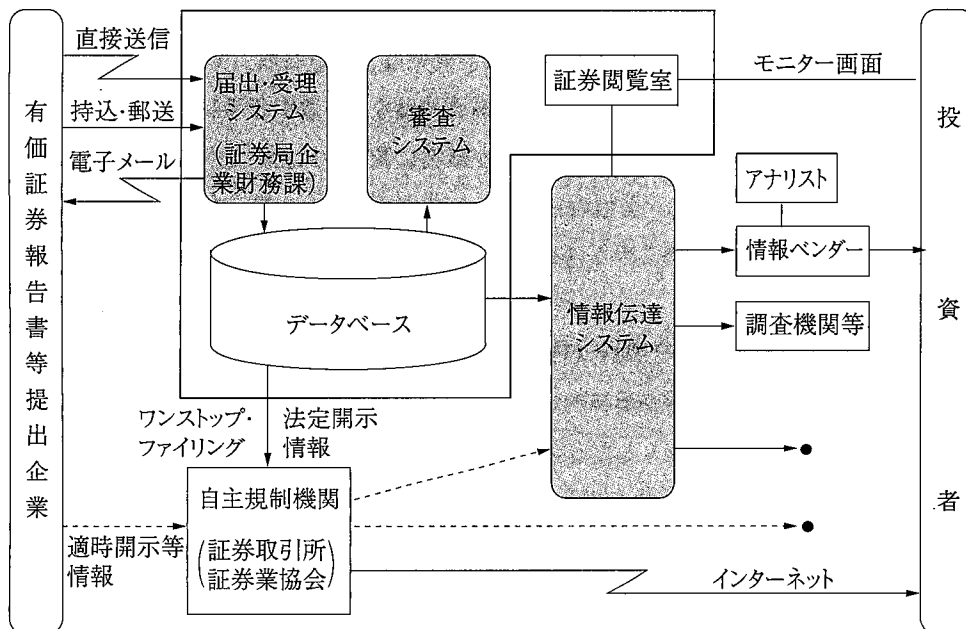 有価証券報告書等提出企業
直接送信
持込・郵送
電子メール
届出・受理
システム
(証券局企
業財務課)
審査
システム
証券閲覧室
モニター画面
アナリスト
情報ベンダー
調査機関等
データベース
情報伝達
システム
ワンストップ・
ファイリング
法定開示
情報
自主規制機関
(証券取引所)
(証券業協会)
適時開示等
情報
インターネット
投資者